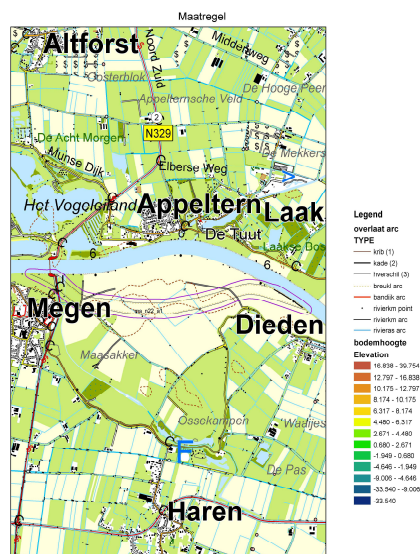 Maatregel
Altforst
Noord Zuid
Middenweg
Oosterblok
De Hooge Peer
Appelternsche Veld
2
N329
De Acht Morgen
De Mekkers
Munse Dijk
Elberse Weg
Het Vogeleiland
Appeltern
Laak
De Tuut
Laakse Bos
6
6
Megen
Dieden
Maasakker
Ossekampen
Waaijes
De Pas
Haren
Legend
overlaat arc
TYPE
krib (1)
kade (2)
hverschil (3)
breukl arc
bandijk arc
rivierkm point
rivierkm arc
rivieras arc
bodemhoogte
Elevation
16.838 - 39.754
12.797 - 16.838
10.175 - 12.797
8.174 - 10.175
6.317 - 8.174
4.480 - 6.317
2.671 - 4.480
0.680 - 2.671
-1.949 - 0.680
-4.646 - -1.949
-9.006 - -4.646
-33.540 - -9.006
-33.540